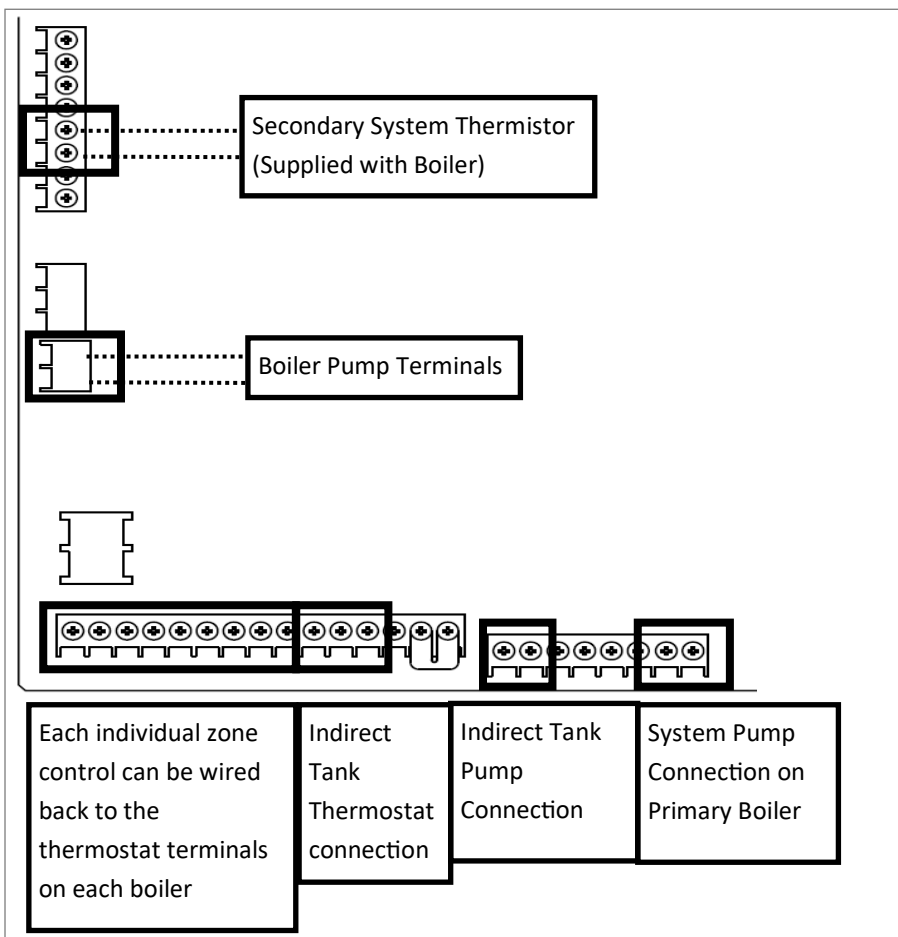 Secondary System Thermistor
(Supplied with Boiler)
Boiler Pump Terminals
Each individual zone
control can be wired
back to the
thermostat terminals
on each boiler
Indirect
Tank
Thermostat
connection
Indirect Tank
Pump
Connection
System Pump
Connection on
Primary Boiler